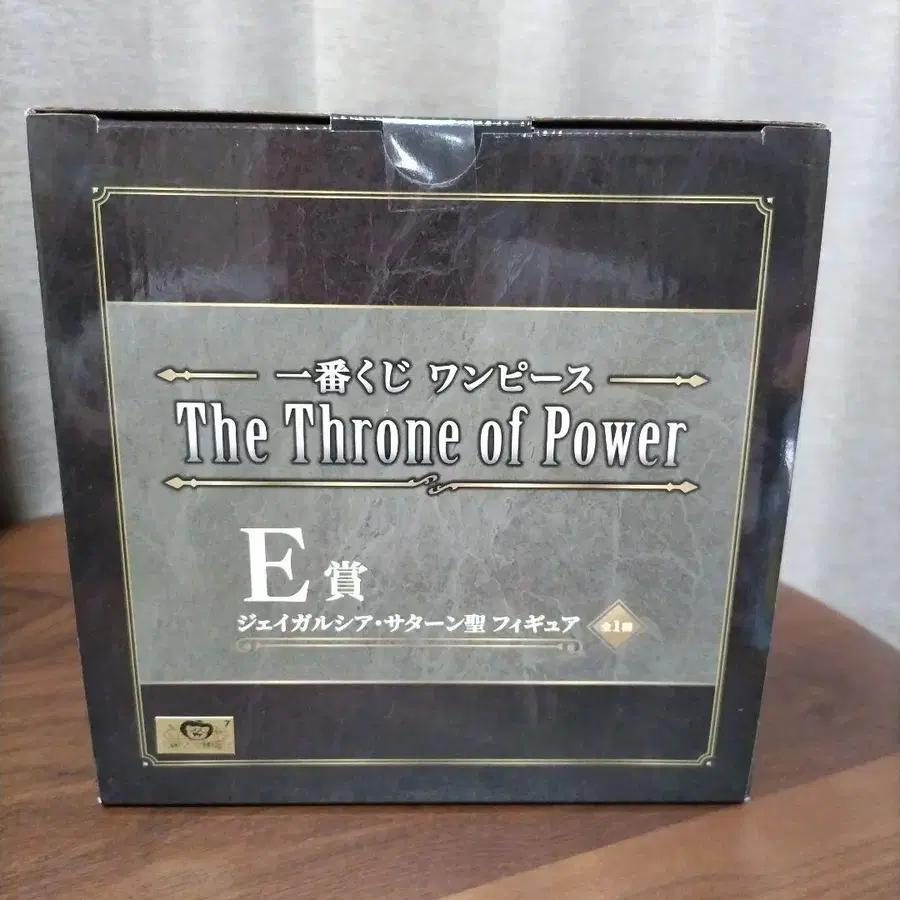 一番くじ ワンピース
The Throne of Power
E賞
ジェイガルシア・サターン聖 フィギュア
全1種
7